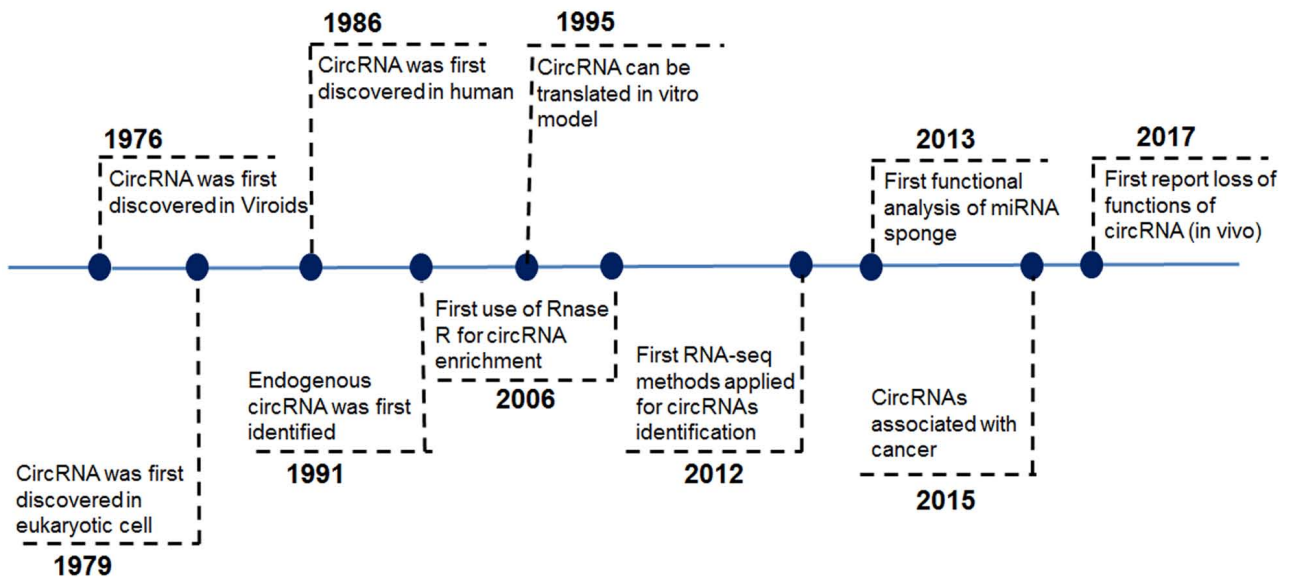 1986
CircRNA was first
discovered in human
1995
CircRNA can be
translated in vitro
model
1976
CircRNA was first
discovered in Viroids
2013
First functional
analysis of miRNA
sponge
2017
First report loss of
functions of
circRNA (in vivo)
First use of Rnase
R for circRNA
enrichment
2006
Endogenous
circRNA was first
identified
1991
First RNA-seq
methods applied
for circRNAs
identification
2012
CircRNAs
associated with
cancer
2015
CircRNA was first
discovered in
eukaryotic cell
1979